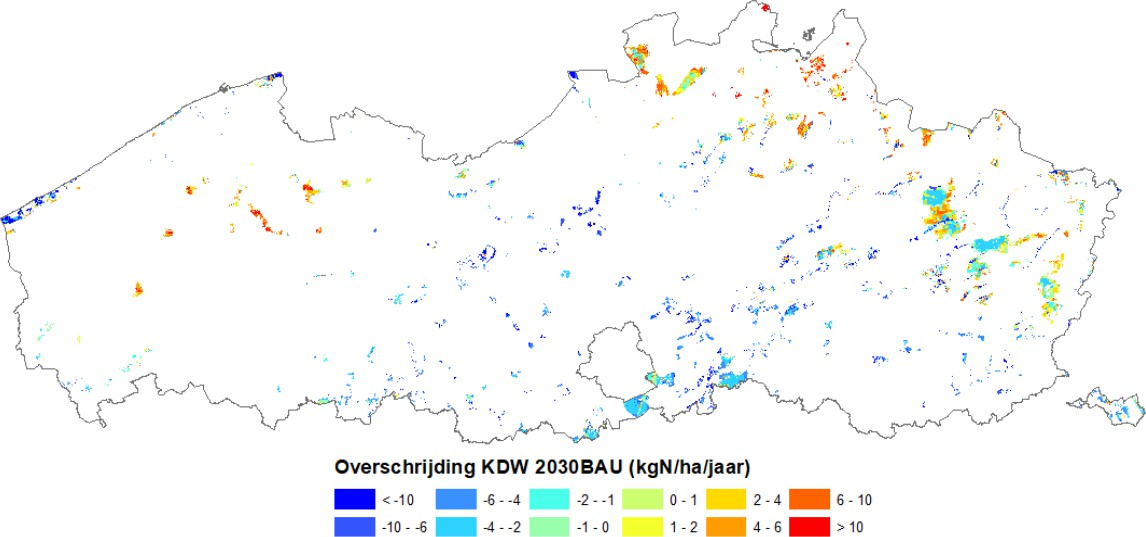 Overschrijding KDW 2030BAU (kgN/ha/jaar)
< -10 -6 - -4 -2 - -1 0 - 1 2 - 4 6 - 10
-10 - -6 -4 - -2 -1 - 0 1 - 2 4 - 6 > 10